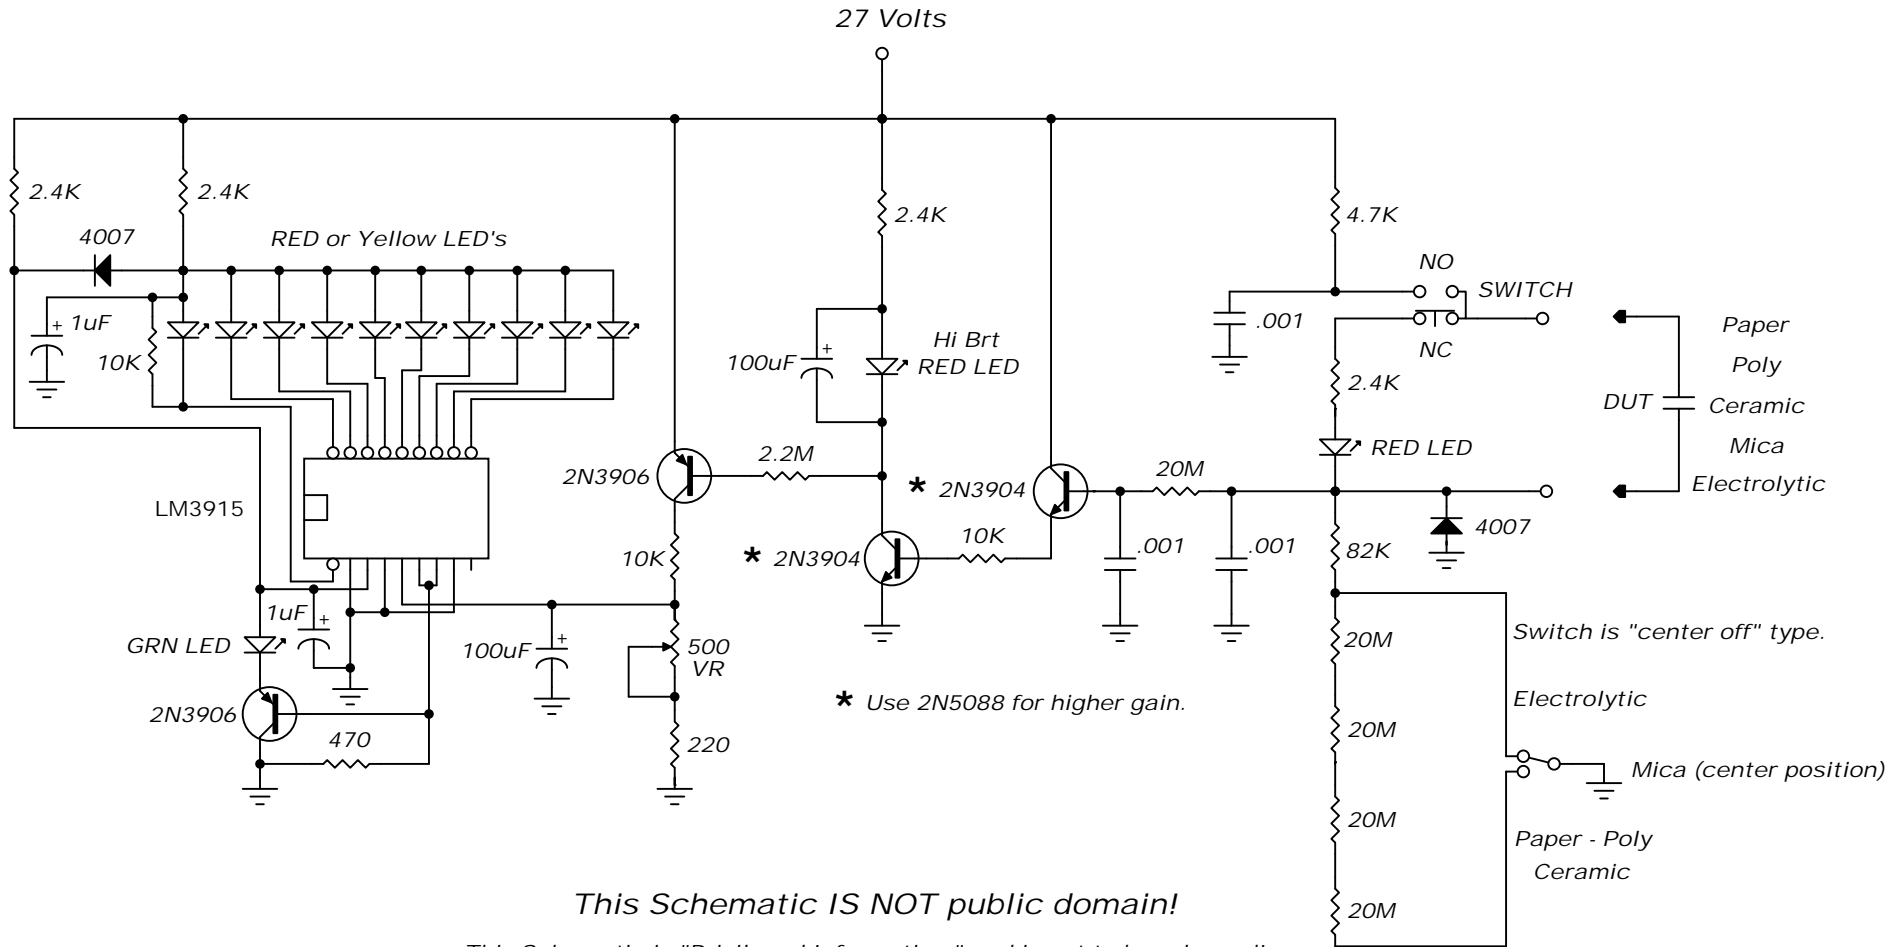 27 Volts
2.4K
2.4K
4007
RED or Yellow LED's
1uF
+
10K
2.4K
4.7K
NO
SWITCH
NC
.001
100uF
+
Hi Brt
RED LED
2.4K
RED LED
DUT
Paper
Poly
Ceramic
Mica
Electrolytic
2N3906
2.2M
* 2N3904
20M
LM3915
10K
* 2N3904
10K
.001
.001
82K
4007
1uF
+
GRN LED
100uF
+
500
VR
20M
Switch is "center off" type.
2N3906
470
220
* Use 2N5088 for higher gain.
Electrolytic
20M
Mica (center position)
20M
Paper - Poly
Ceramic
20M
This Schematic IS NOT public domain!